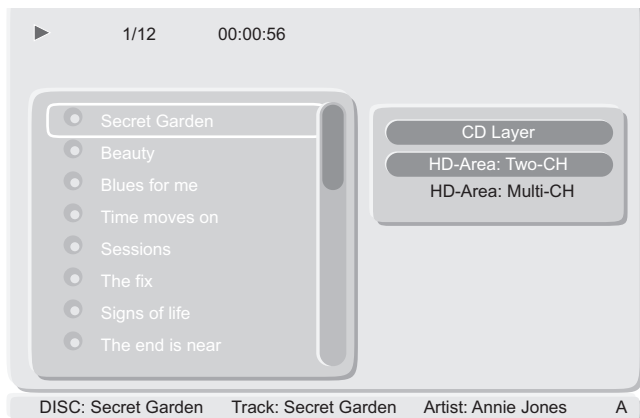 1/12 00:00:56
Secret Garden
Beauty
Blues for me
Time moves on
Sessions
The fix
Signs of life
The end is near
CD Layer
HD-Area: Two-CH
HD-Area: Multi-CH
DISC: Secret Garden Track: Secret Garden Artist: Annie Jones A